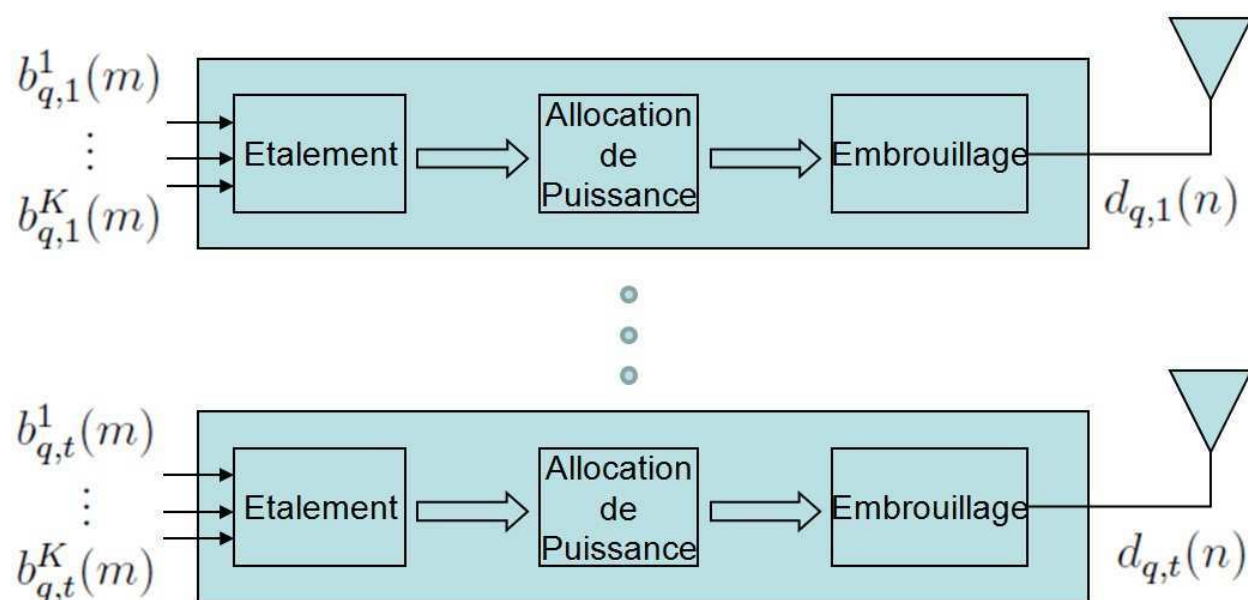 b^1_{q,1}(m)
⋮
b^K_{q,1}(m)
Etalement
Allocation
de
Puissance
Embrouillage
d_{q,1}(n)
b^1_{q,t}(m)
⋮
b^K_{q,t}(m)
Etalement
Allocation
de
Puissance
Embrouillage
d_{q,t}(n)